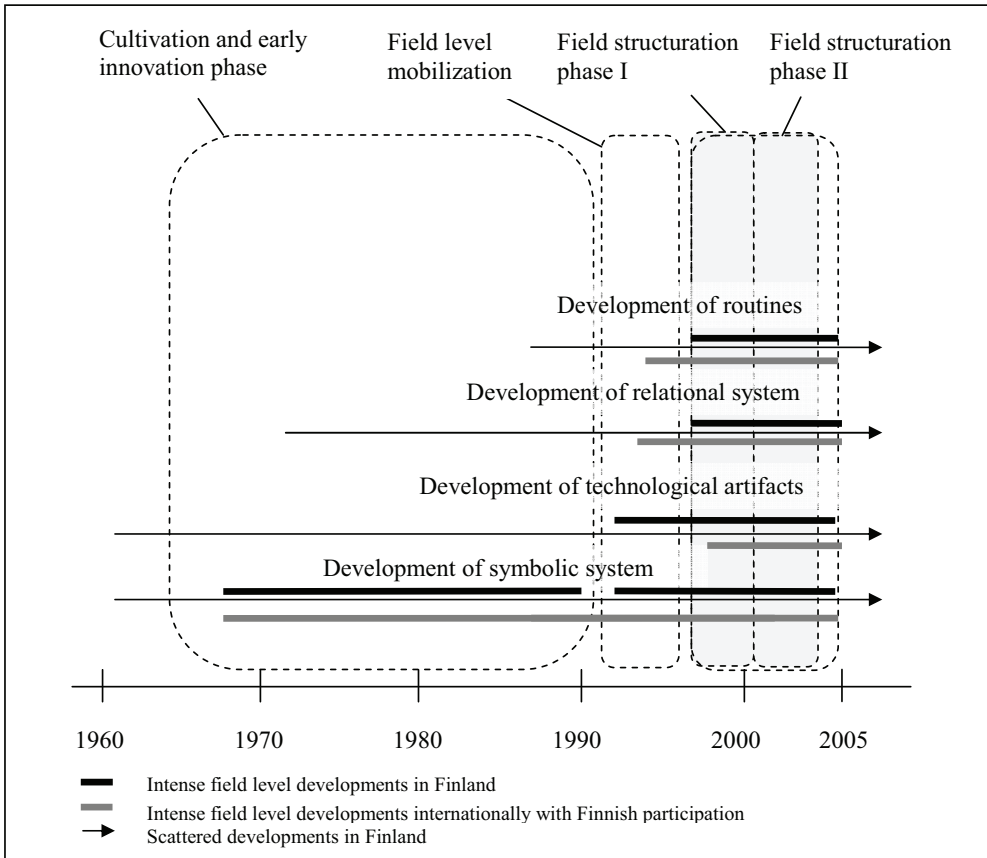 Cultivation and early
innovation phase
Field level
mobilization
Field structuration
phase I
Field structuration
phase II
Development of routines
Development of relational system
Development of technological artifacts
Development of symbolic system
1960 1970 1980 1990 2000 2005
Intense field level developments in Finland
Intense field level developments internationally with Finnish participation
Scattered developments in Finland